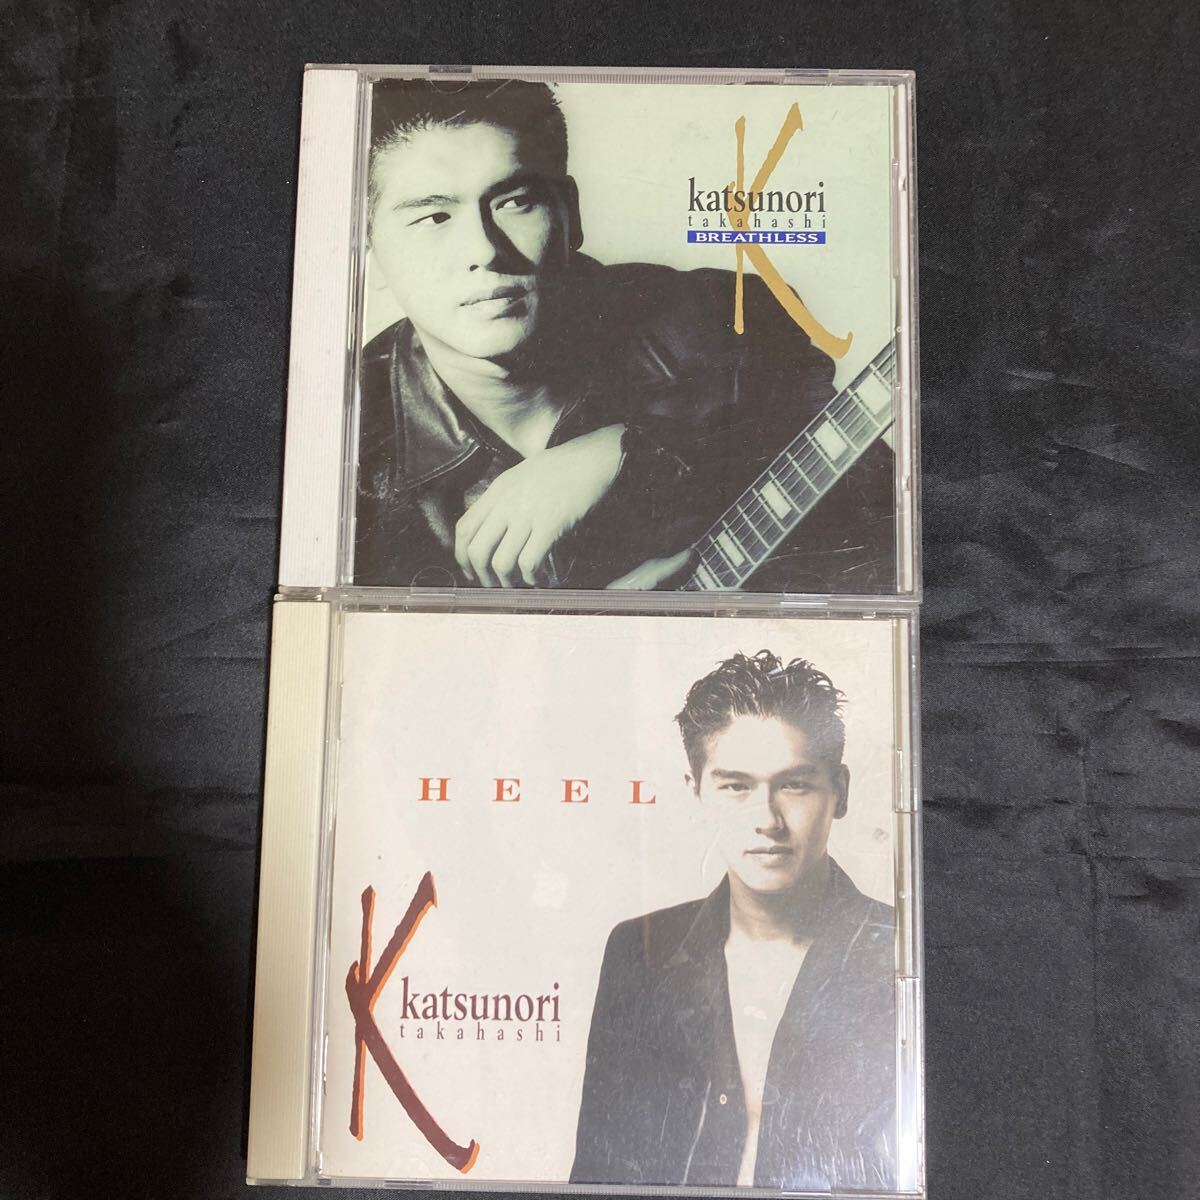 K
katsunori
takahashi
BREATHLESS
HEEL
K
katsunori
takahashi